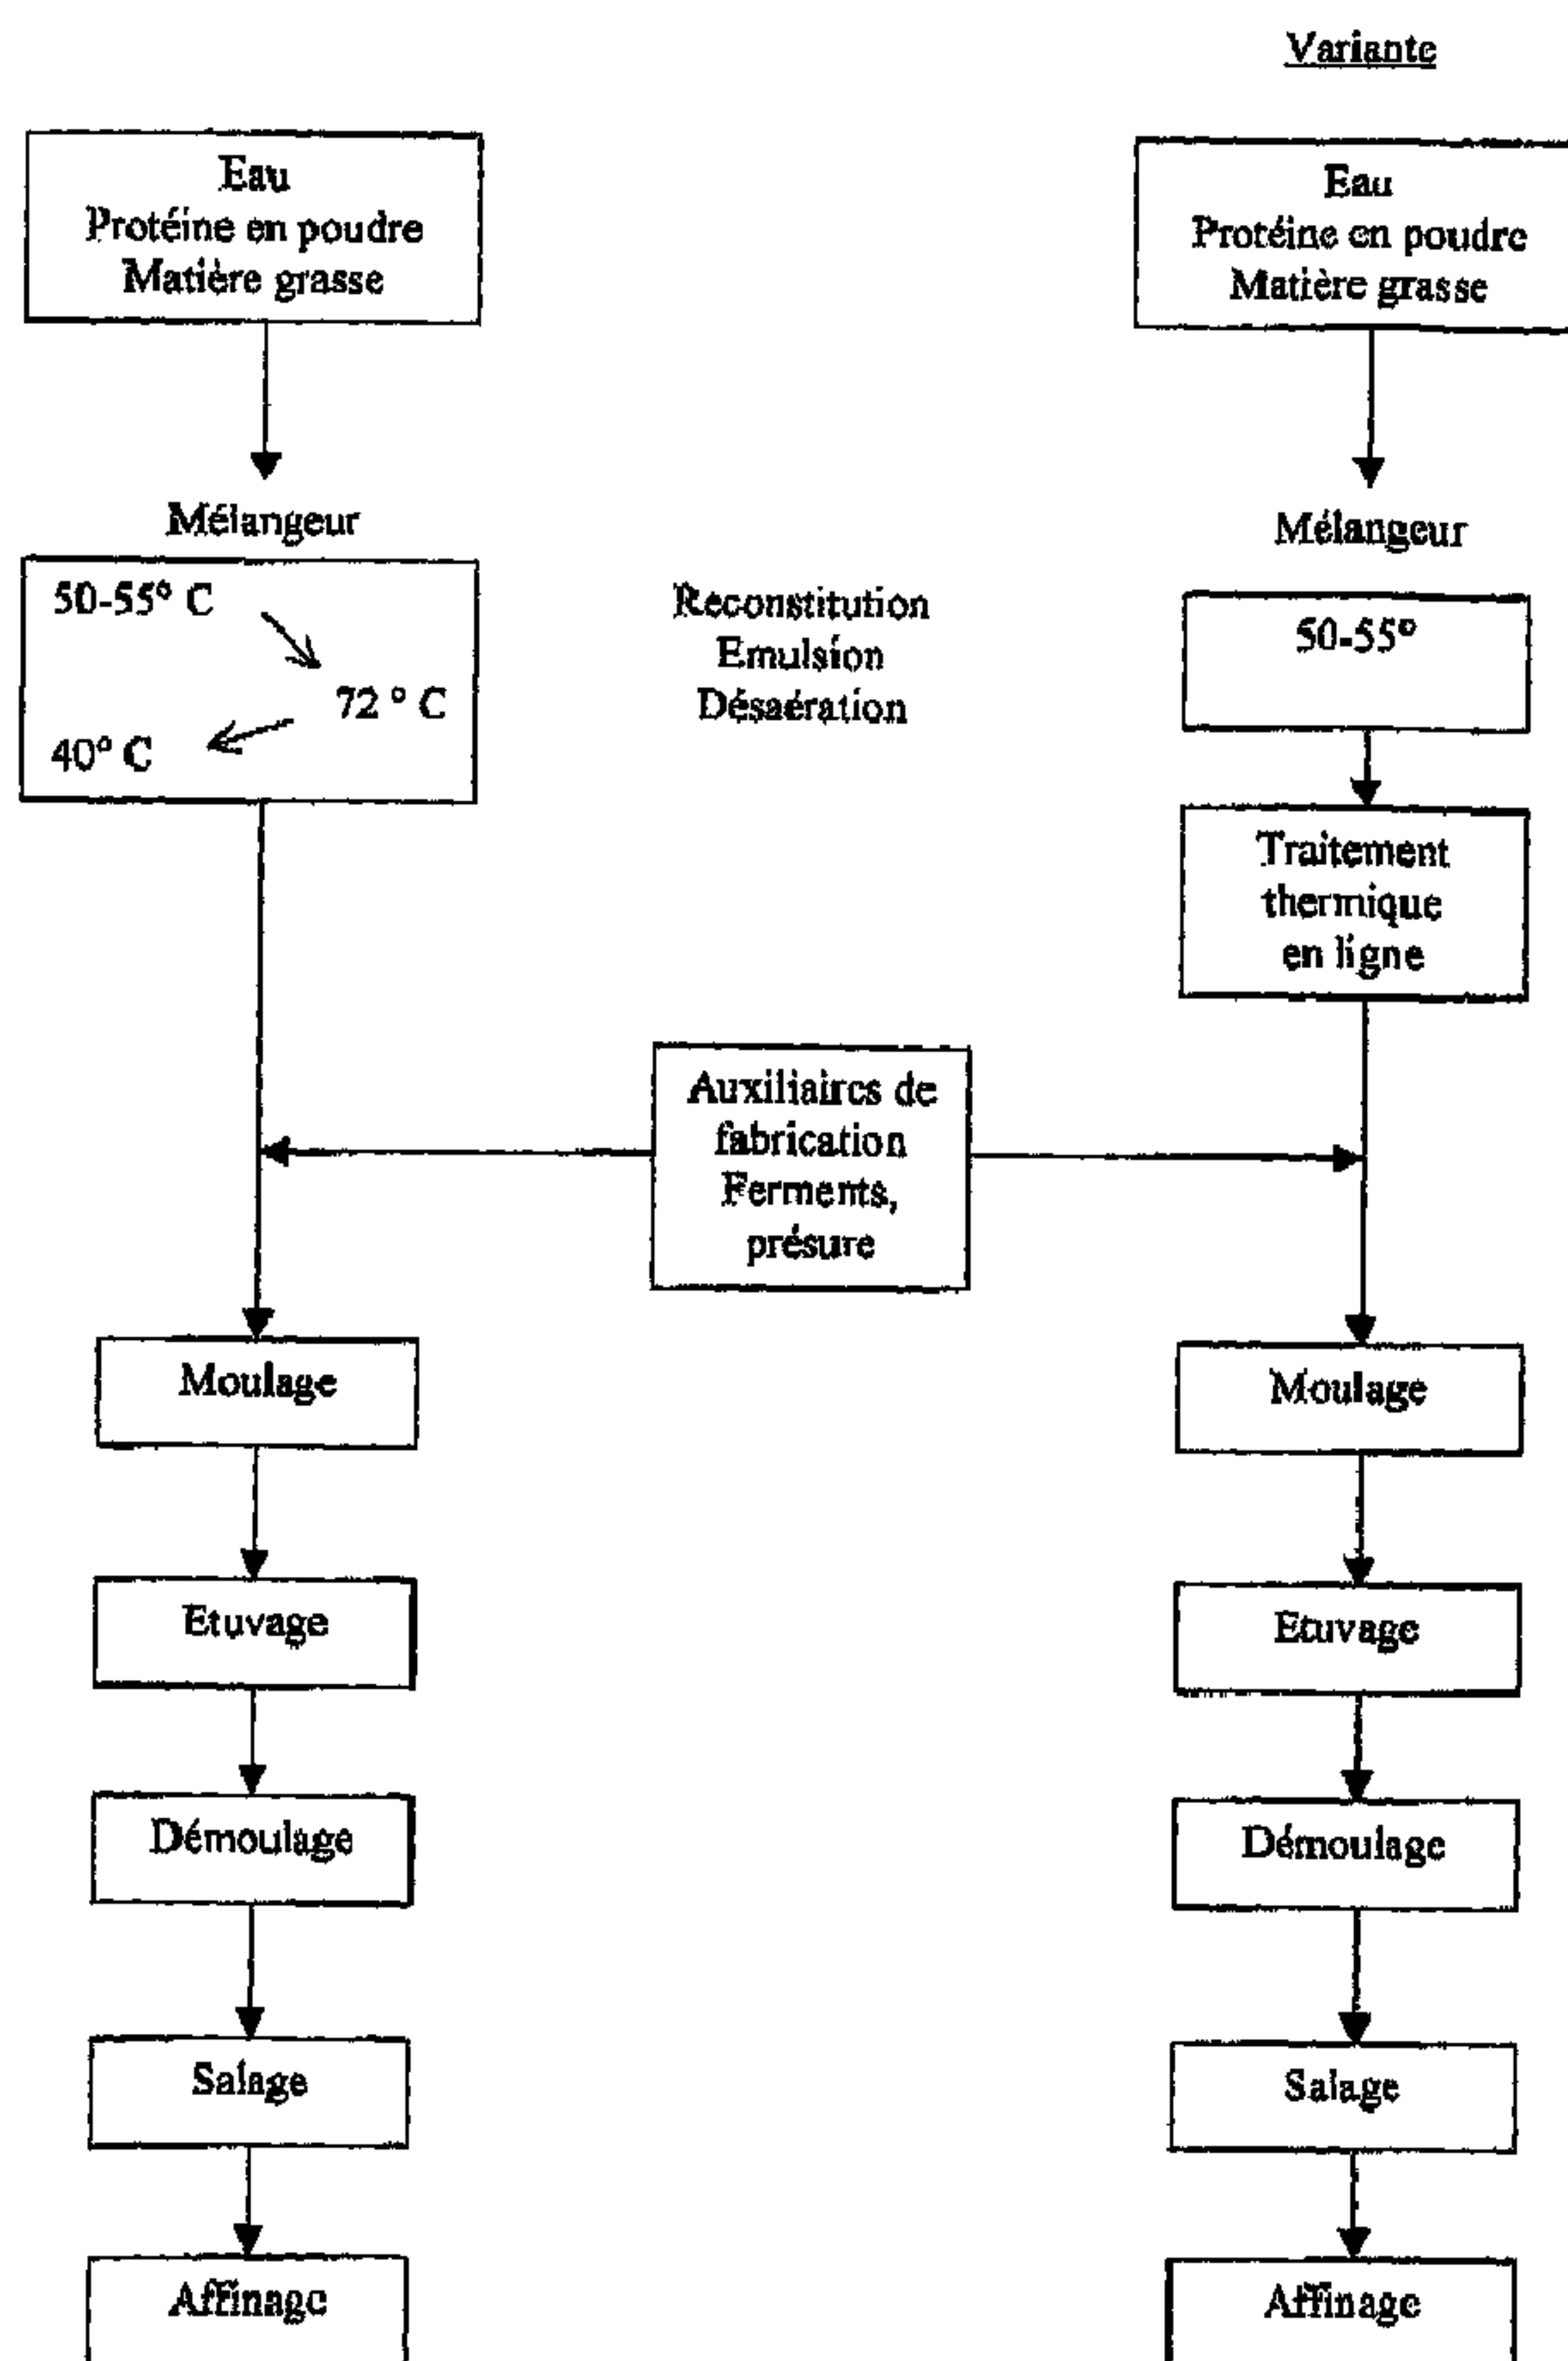 Variante
Eau
Protéine en poudre
Matière grasse
Eau
Protéine en poudre
Matière grasse
Mélangeur
Mélangeur
50-55° C
72 ° C
40° C
Reconstitution
Emulsion
Désaération
50-55°
Traitement
thermique
en ligne
Auxiliaires de
fabrication
Ferments,
présure
Moulage
Moulage
Etuvage
Etuvage
Démoulage
Démoulage
Salage
Salage
Affinage
Affinage